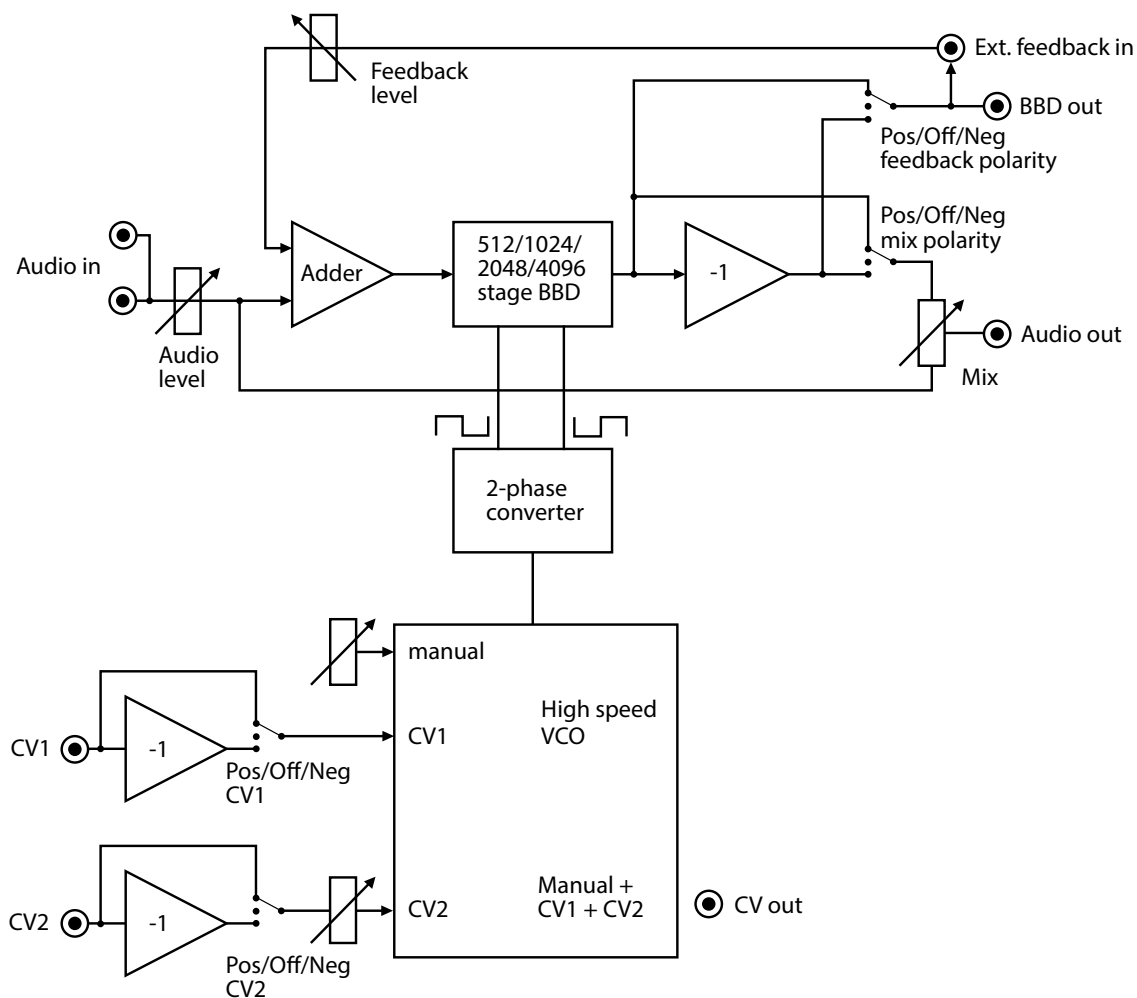 Ext. feedback in
Feedback
level
BBD out
Pos/Off/Neg
feedback polarity
Pos/Off/Neg
mix polarity
Audio in
Adder
512/1024/
2048/4096
stage BBD
-1
Audio
level
Audio out
Mix
2-phase
converter
manual
High speed
VCO
CV1
-1
Pos/Off/Neg
CV1
CV1
CV2
-1
Pos/Off/Neg
CV2
CV2
Manual +
CV1 + CV2
CV out